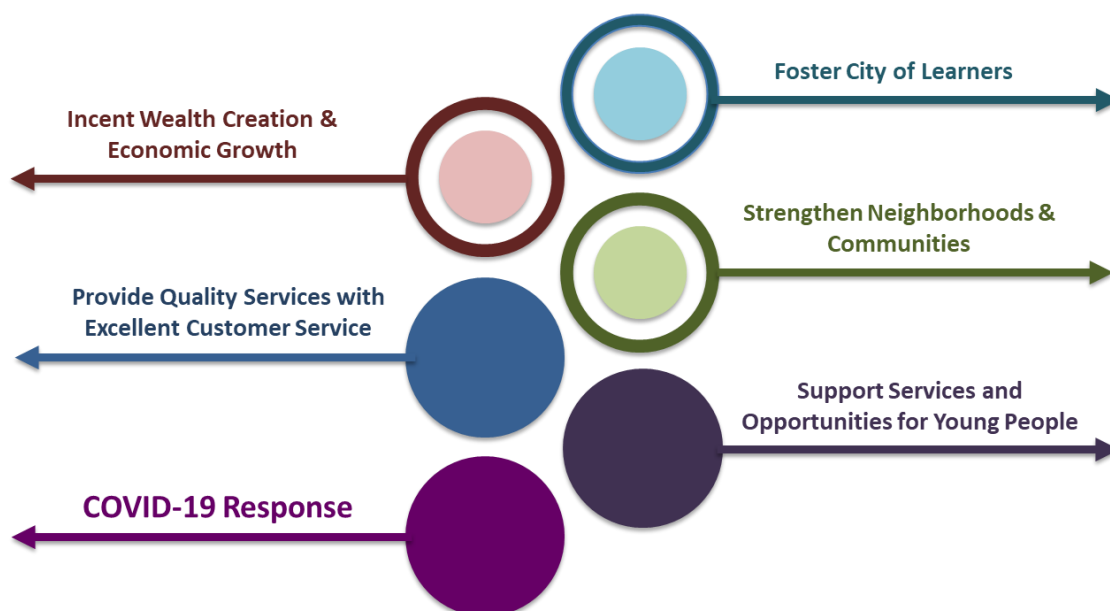 Foster City of Learners
Incent Wealth Creation &
Economic Growth
Strengthen Neighborhoods &
Communities
Provide Quality Services with
Excellent Customer Service
Support Services and
Opportunities for Young People
COVID-19 Response